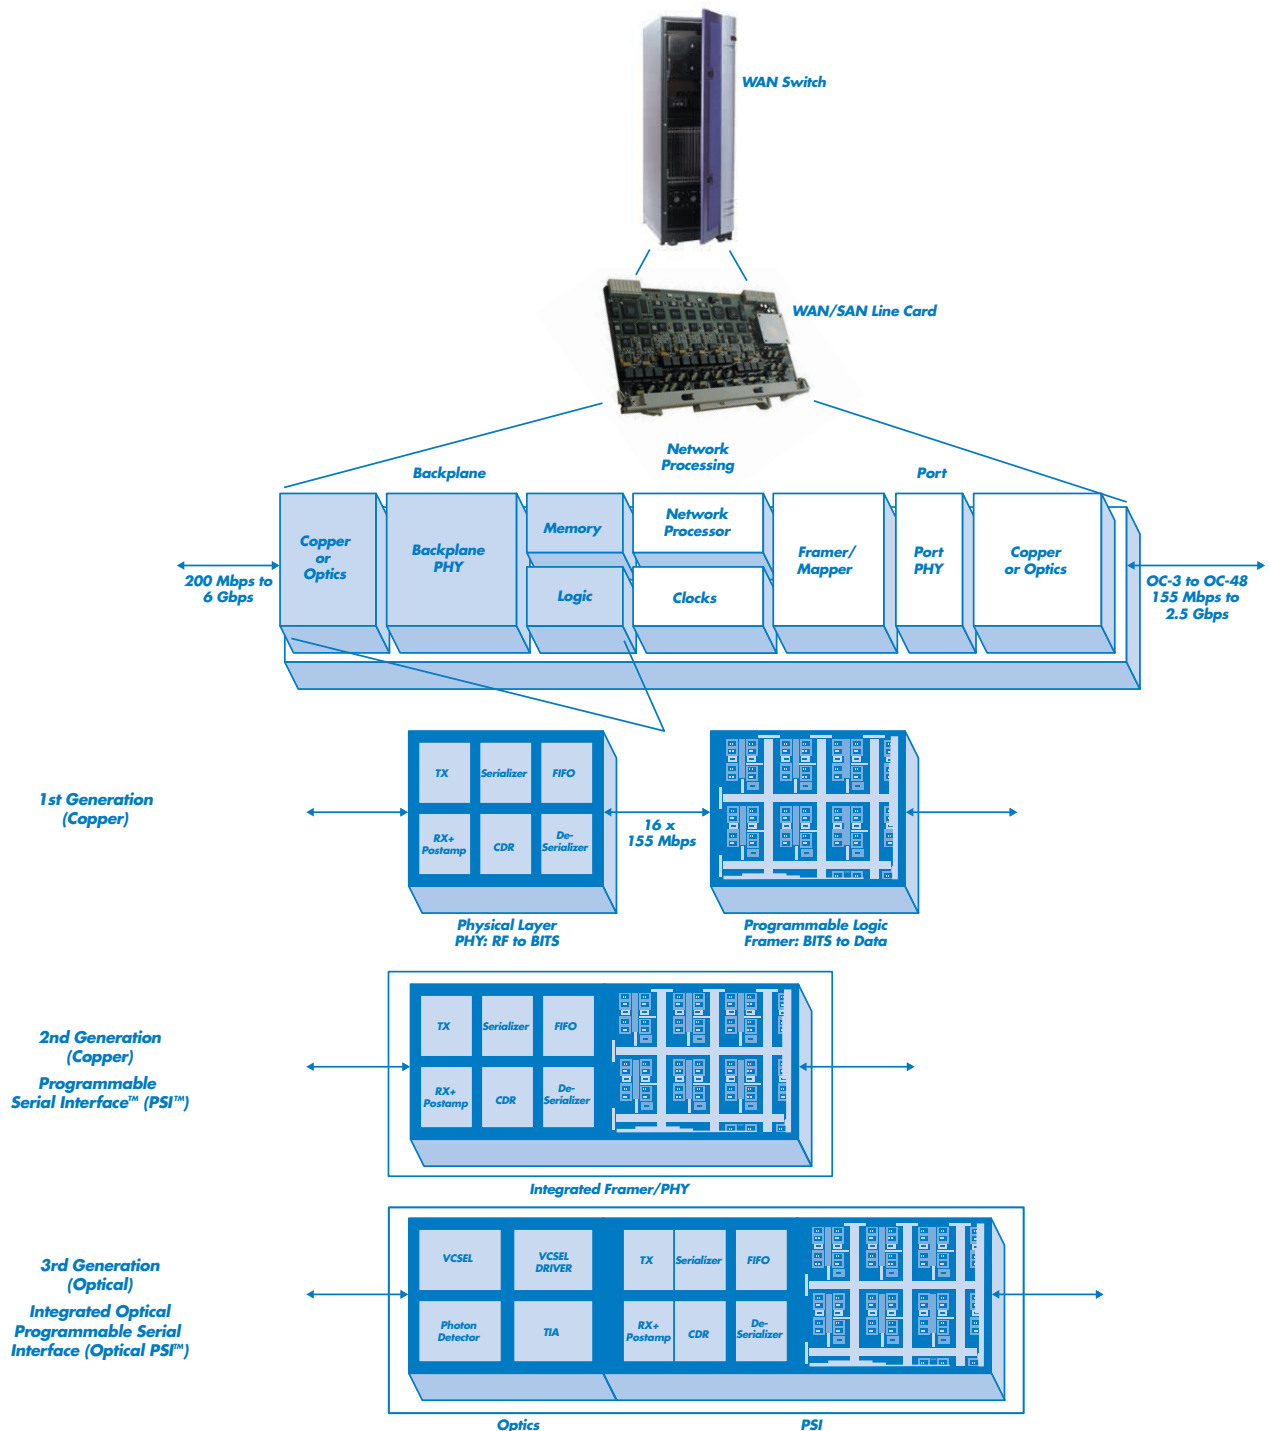 WAN Switch
WAN/SAN Line Card
Network
Processing
Backplane
Port
Copper
or
Optics
Backplane
PHY
Memory
Logic
Network
Processor
Clocks
Framer/
Mapper
Port
PHY
Copper
or Optics
200 Mbps to
6 Gbps
OC-3 to OC-48
155 Mbps to
2.5 Gbps
1st Generation
(Copper)
TX
Serializer
FIFO
RX+
Postamp
CDR
De-
Serializer
16 x
155 Mbps
Physical Layer
PHY: RF to BITS
Programmable Logic
Framer: BITS to Data
2nd Generation
(Copper)
Programmable
Serial Interface™ (PSI™)
TX
Serializer
FIFO
RX+
Postamp
CDR
De-
Serializer
Integrated Framer/PHY
3rd Generation
(Optical)
Integrated Optical
Programmable Serial
Interface (Optical PSI™)
VCSEL
VCSEL
DRIVER
TX
Serializer
FIFO
Photon
Detector
TIA
RX+
Postamp
CDR
De-
Serializer
Optics
PSI